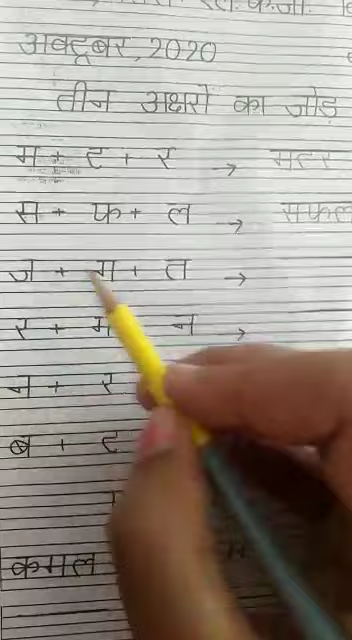 अक्टूबर, 2020
तीन अक्षरों का जोड़
म + ट + र → मटर
स + फ + ल → सफल
ज + ग + त →
र + म न →
न + र
ब + ट
कमल